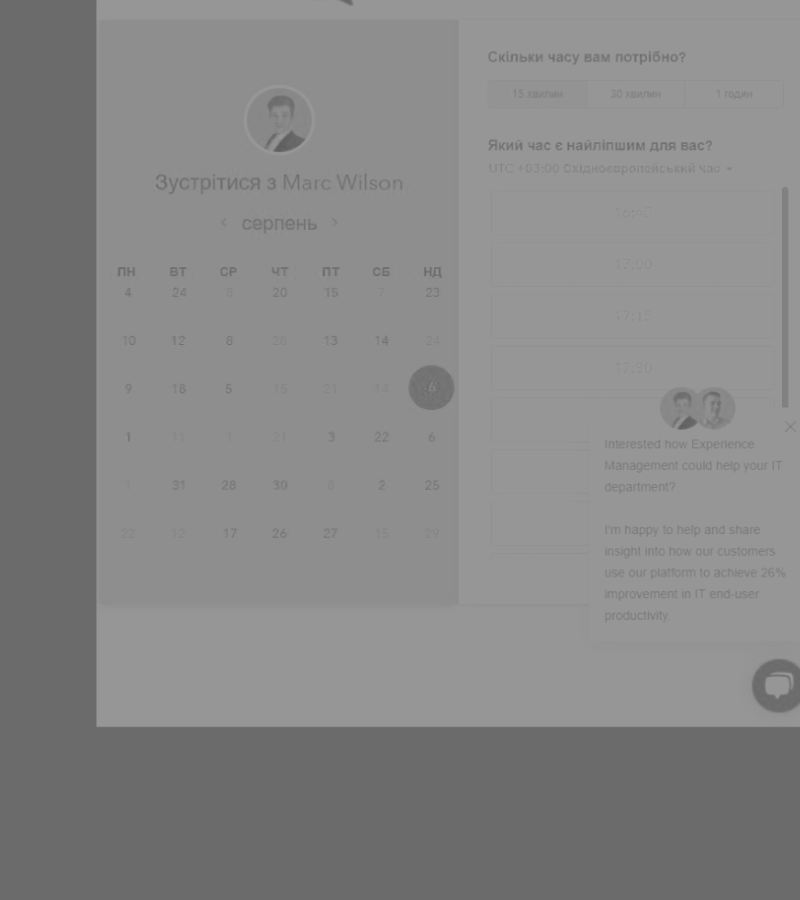 Зустрітися з Marc Wilson
‹ серпень ›
ПН ВТ СР ЧТ ПТ СБ НД
4 24 8 20 15 7 23
10 12 8 14 24
9 18 5 15 21 14 6
1 11 1 21 3 22 6
1 31 28 30 2 25
22 17 26 27 15 29
Скільки часу вам потрібно?
15 хвилин 30 хвилин 1 годин
Який час є найліпшим для вас?
UTC +03:00 Східноєвропейський час
16:45
17:00
17:15
17:30
Interested how Experience
Management could help your IT
department?
I'm happy to help and share
insight into how our customers
use our platform to achieve 26%
improvement in IT end-user
productivity.